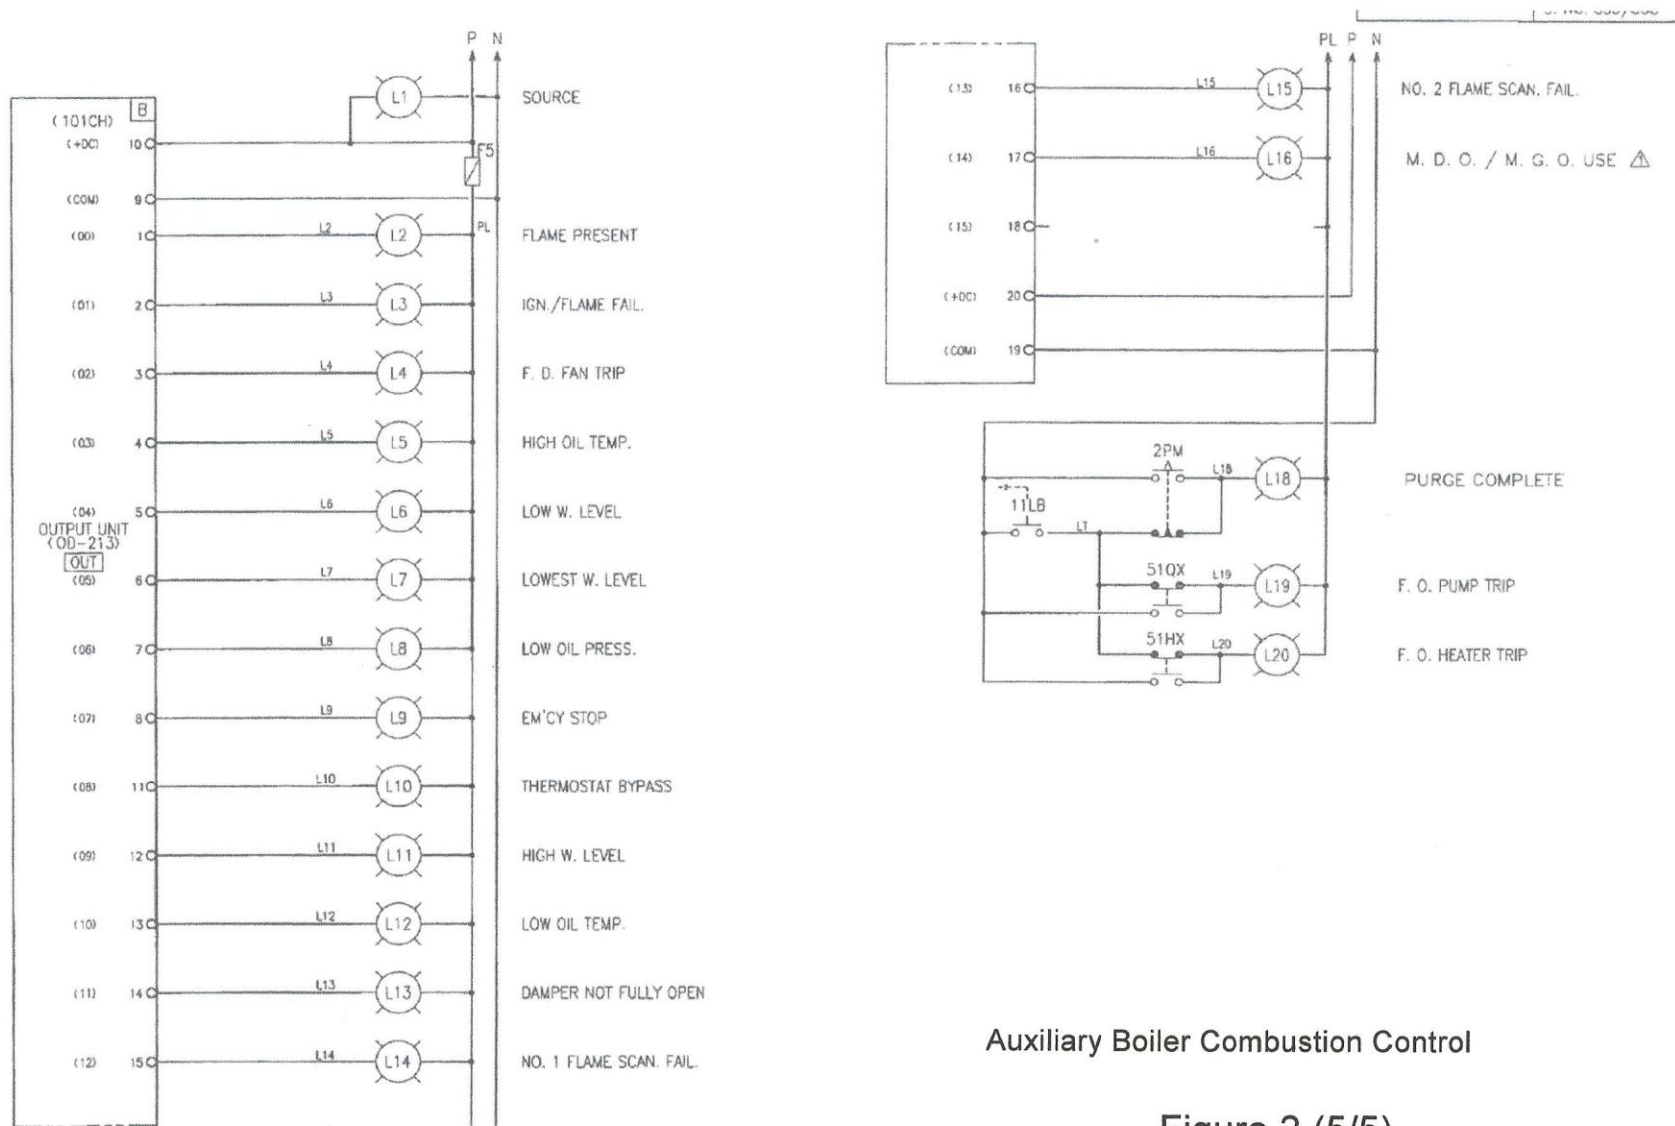 P N
L1 SOURCE
B
(101CH)
(+DC) 10
F5
(COM) 9
PL
(00) 1 L2 L2 FLAME PRESENT
(01) 2 L3 L3 IGN./FLAME FAIL.
(02) 3 L4 L4 F. D. FAN TRIP
(03) 4 L5 L5 HIGH OIL TEMP.
(04) 5 L6 L6 LOW W. LEVEL
OUTPUT UNIT
(OD-213)
OUT
(05) 6 L7 L7 LOWEST W. LEVEL
(06) 7 L8 L8 LOW OIL PRESS.
(07) 8 L9 L9 EM'CY STOP
(08) 11 L10 L10 THERMOSTAT BYPASS
(09) 12 L11 L11 HIGH W. LEVEL
(10) 13 L12 L12 LOW OIL TEMP.
(11) 14 L13 L13 DAMPER NOT FULLY OPEN
(12) 15 L14 L14 NO. 1 FLAME SCAN. FAIL.
PL P N
(13) 16 L15 L15 NO. 2 FLAME SCAN. FAIL.
(14) 17 L16 L16 M. D. O. / M. G. O. USE
(15) 18
(+DC) 20
(COM) 19
2PM
L18 L18 PURGE COMPLETE
11LB
L7
51QX L19 L19 F. O. PUMP TRIP
51HX L20 L20 F. O. HEATER TRIP
Auxiliary Boiler Combustion Control
Figure 2 (5/5)